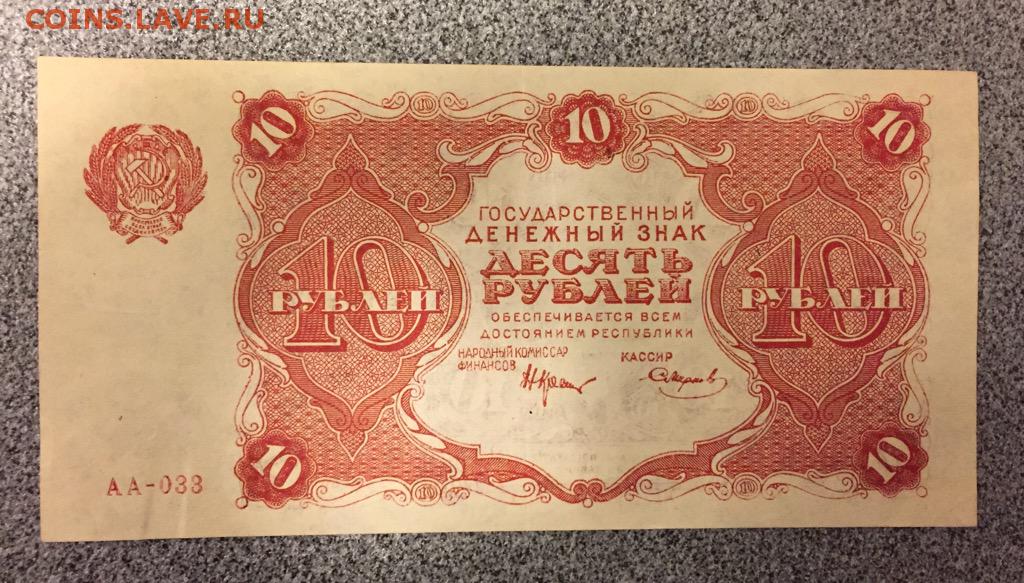 COINS.LAVE.RU
10 10 10
ГОСУДАРСТВЕННЫЙ
ДЕНЕЖНЫЙ ЗНАК
ДЕСЯТЬ
РУБЛЕЙ
10 РУБЛЕЙ
10 РУБЛЕЙ
ОБЕСПЕЧИВАЕТСЯ ВСЕМ
ДОСТОЯНИЕМ РЕСПУБЛИКИ
НАРОДНЫЙ КОМИССАР
ФИНАНСОВ
КАССИР
10 10
АА-033